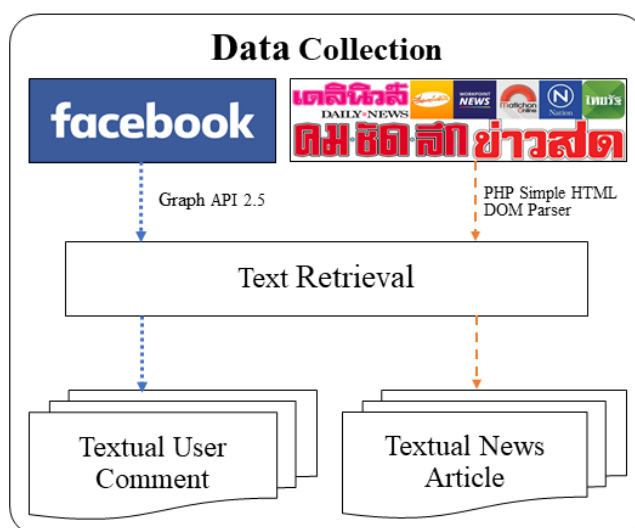 Data Collection
facebook
เดลินิวส์
DAILY•NEWS
WORKPOINT
NEWS
Matichon
Online
N
Nation
ไทยรัฐ
คม•ชัด•ลึก
ข่าวสด
Graph API 2.5
PHP Simple HTML
DOM Parser
Text Retrieval
Textual User
Comment
Textual News
Article